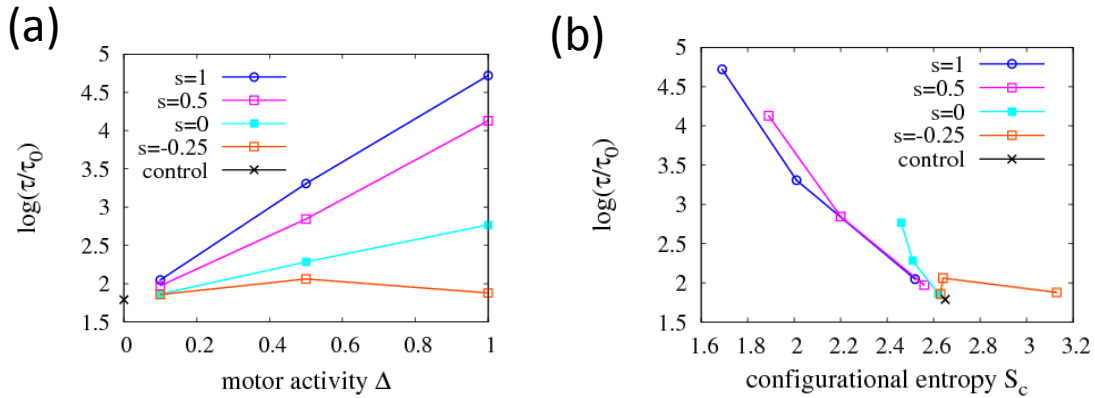 (a)
5
4.5
4
3.5
3
2.5
2
1.5
log(τ/τ₀)
s=1
s=0.5
s=0
s=-0.25
control
0 0.2 0.4 0.6 0.8 1
motor activity Δ
(b)
5
4.5
4
3.5
3
2.5
2
1.5
log(τ/τ₀)
s=1
s=0.5
s=0
s=-0.25
control
1.6 1.8 2 2.2 2.4 2.6 2.8 3 3.2
configurational entropy S_c